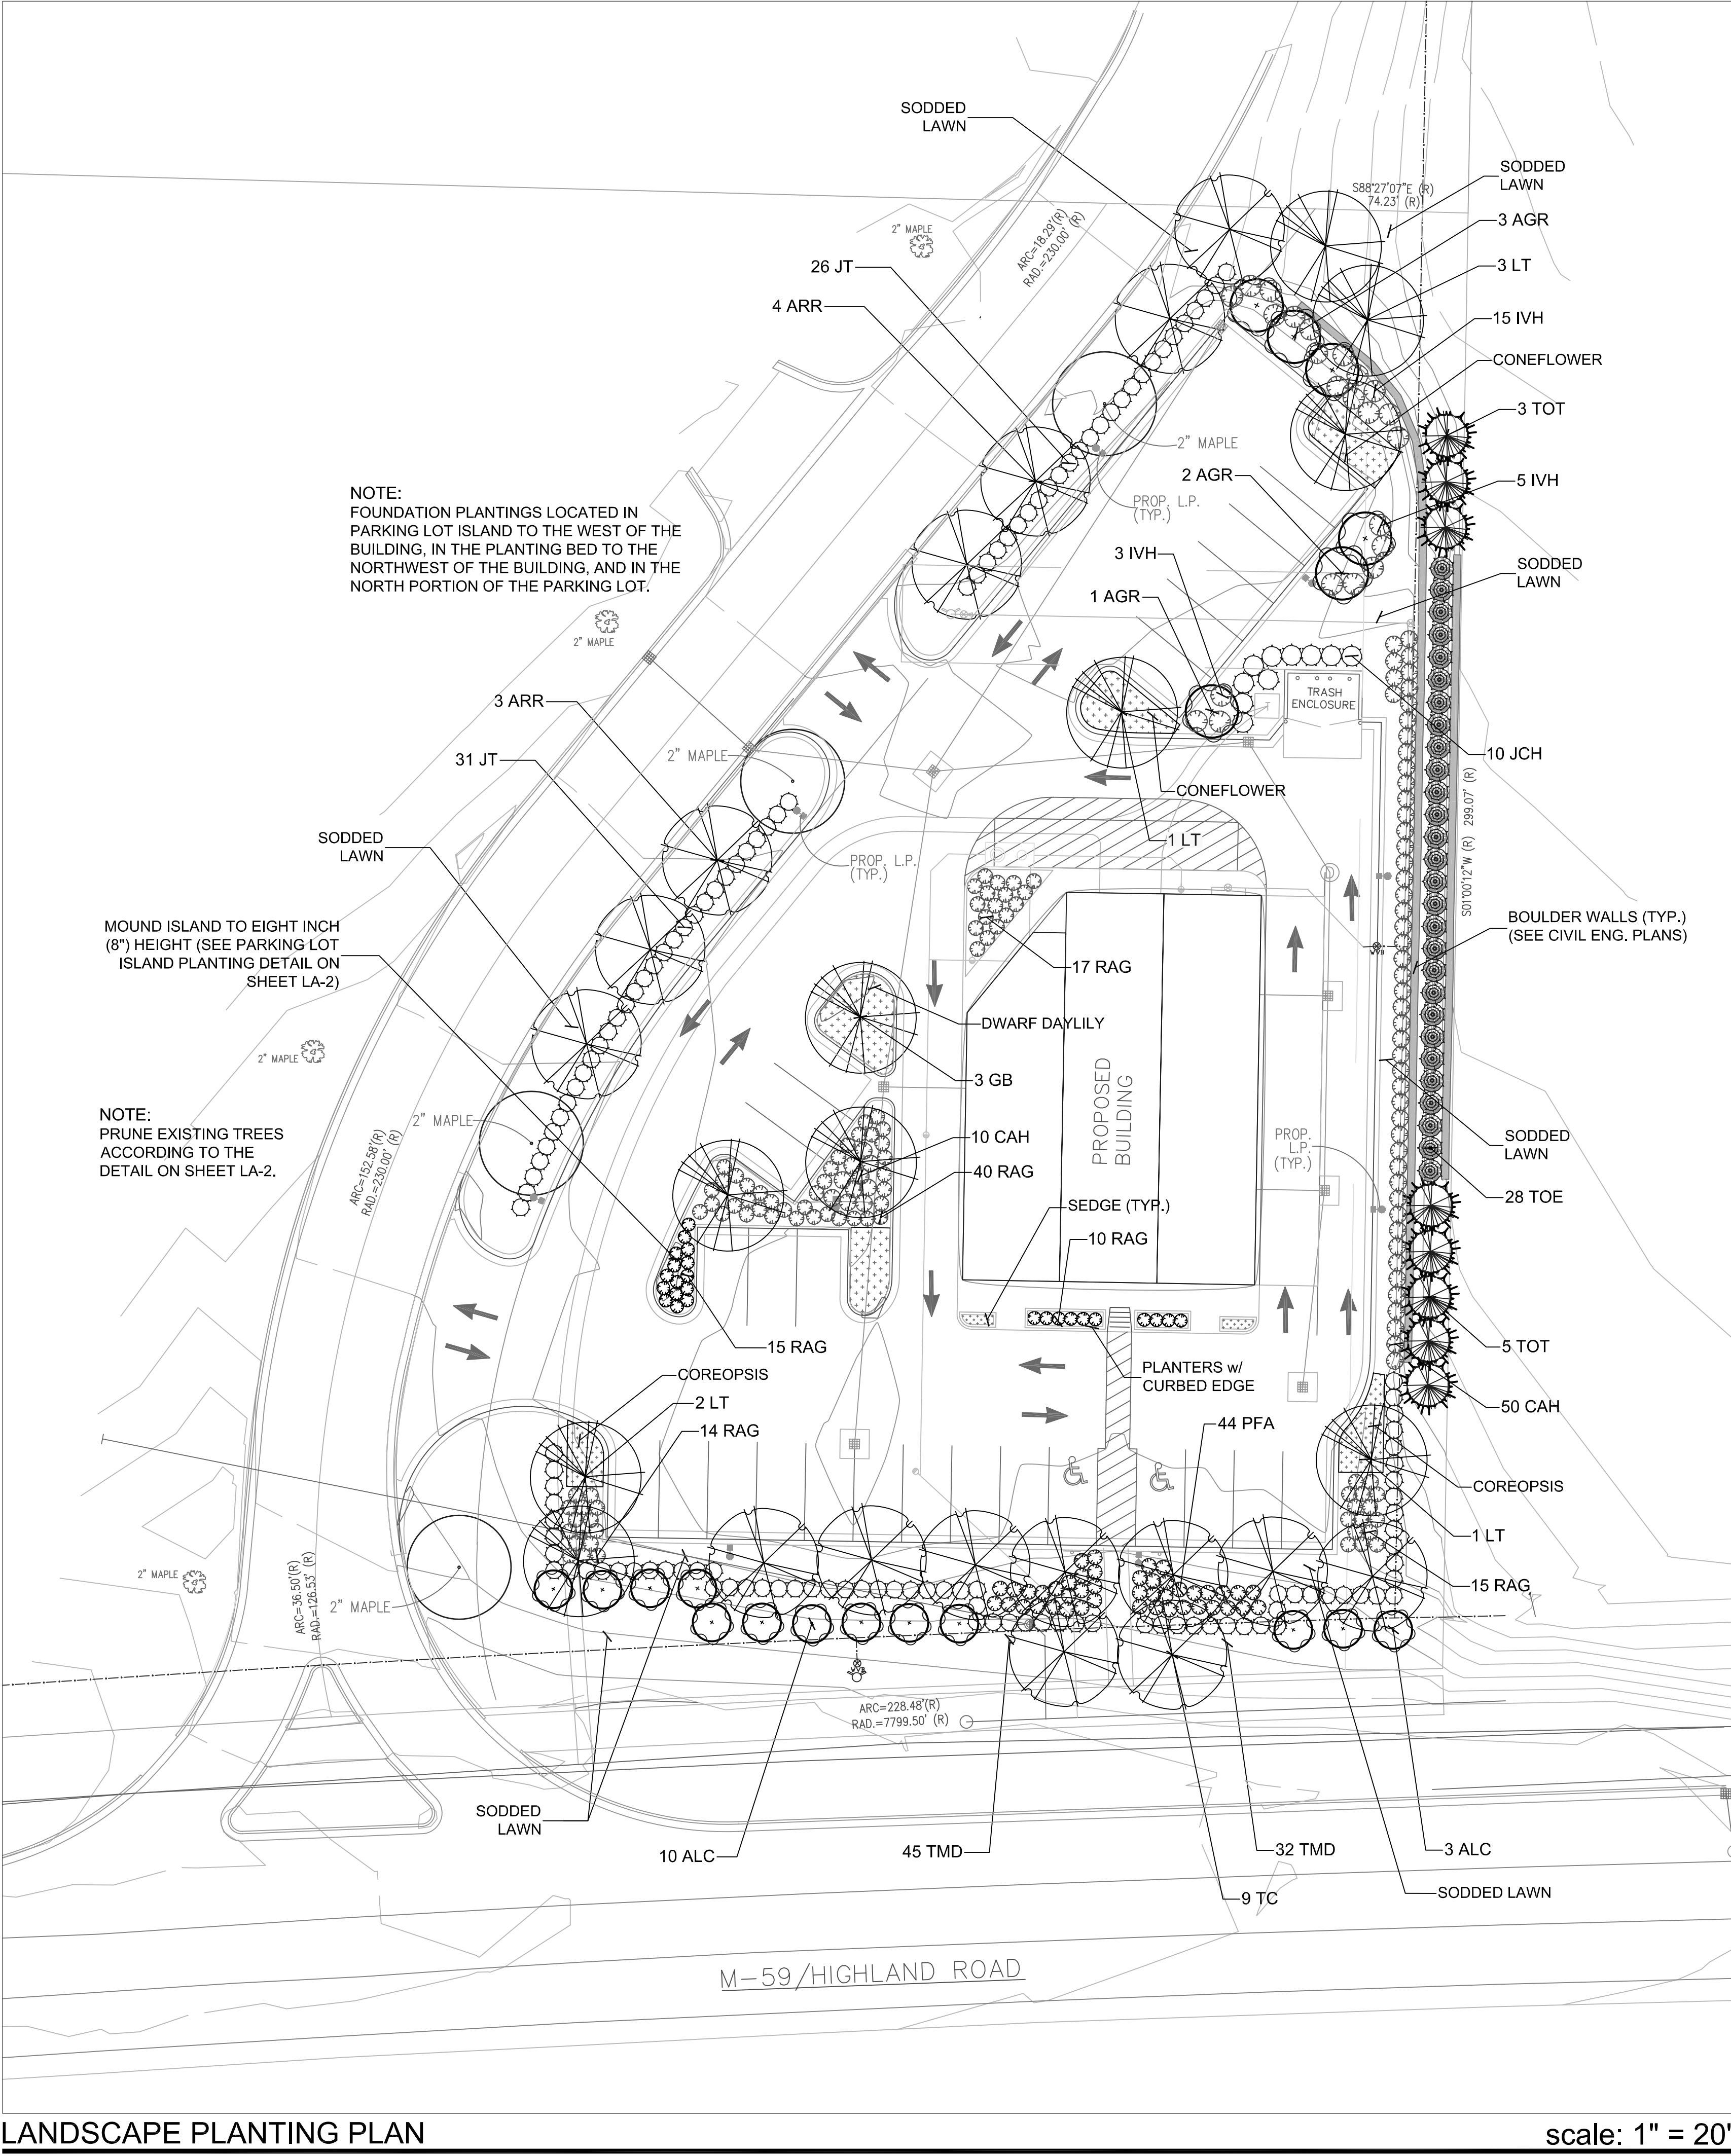 SODDED
LAWN
SODDED
LAWN
S88°27'07"E (R)
74.23' (R)
3 AGR
2" MAPLE
ARC=18.29'(R)
RAD.=230.00' (R)
26 JT
3 LT
4 ARR
15 IVH
CONEFLOWER
3 TOT
2" MAPLE
2 AGR
5 IVH
NOTE:
FOUNDATION PLANTINGS LOCATED IN
PARKING LOT ISLAND TO THE WEST OF THE
BUILDING, IN THE PLANTING BED TO THE
NORTHWEST OF THE BUILDING, AND IN THE
NORTH PORTION OF THE PARKING LOT.
PROP. L.P.
(TYP.)
3 IVH
SODDED
LAWN
1 AGR
2" MAPLE
3 ARR
TRASH
ENCLOSURE
2" MAPLE
31 JT
10 JCH
CONEFLOWER
S01°00'12"W (R) 299.07' (R)
SODDED
LAWN
1 LT
PROP. L.P.
(TYP.)
MOUND ISLAND TO EIGHT INCH
(8") HEIGHT (SEE PARKING LOT
ISLAND PLANTING DETAIL ON
SHEET LA-2)
BOULDER WALLS (TYP.)
(SEE CIVIL ENG. PLANS)
17 RAG
DWARF DAYLILY
2" MAPLE
3 GB
PROPOSED
BUILDING
NOTE:
PRUNE EXISTING TREES
ACCORDING TO THE
DETAIL ON SHEET LA-2.
2" MAPLE
ARC=152.58'(R)
RAD.=230.00' (R)
10 CAH
PROP.
L.P.
(TYP.)
SODDED
LAWN
40 RAG
28 TOE
SEDGE (TYP.)
10 RAG
15 RAG
5 TOT
COREOPSIS
PLANTERS w/
CURBED EDGE
2 LT
50 CAH
14 RAG
44 PFA
COREOPSIS
1 LT
2" MAPLE
ARC=36.50'(R)
RAD.=126.53' (R)
2" MAPLE
15 RAG
ARC=228.48'(R)
RAD.=7799.50' (R)
SODDED
LAWN
10 ALC
45 TMD
32 TMD
3 ALC
9 TC
SODDED LAWN
M-59/HIGHLAND ROAD
LANDSCAPE PLANTING PLAN
scale: 1" = 20'